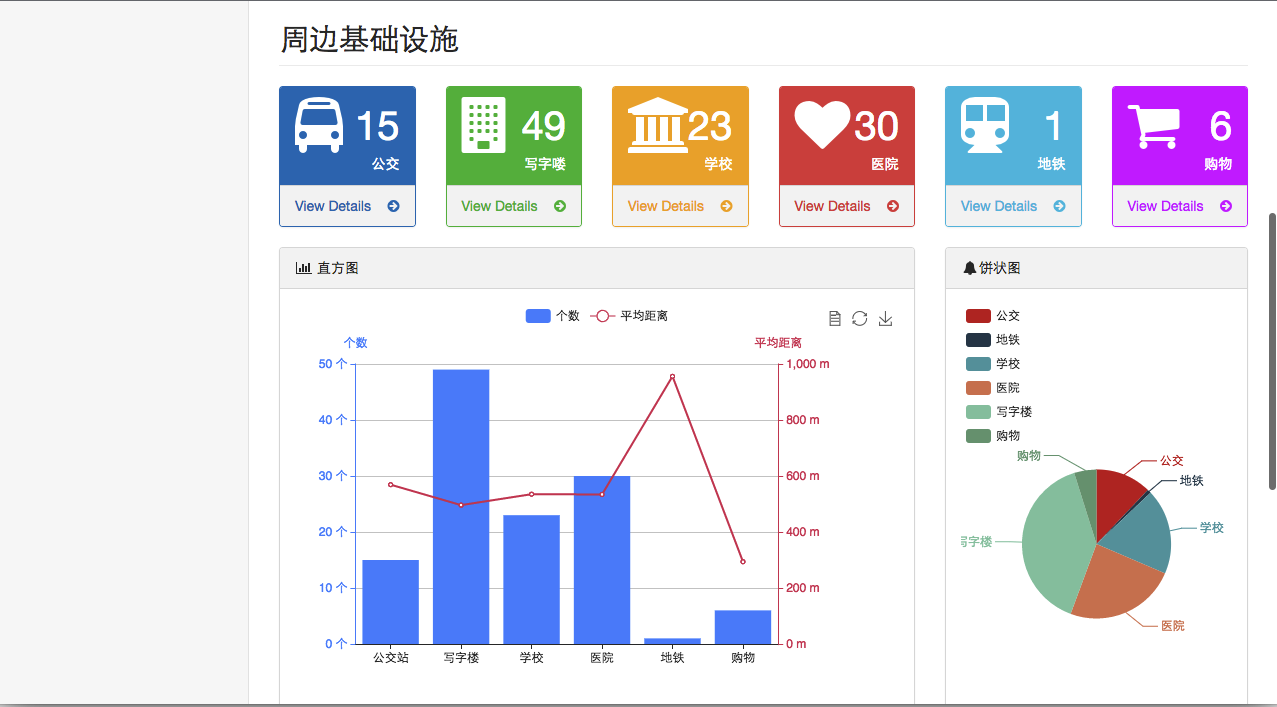 周边基础设施
15
公交
49
写字喽
23
学校
30
医院
1
地铁
6
购物
View Details
View Details
View Details
View Details
View Details
View Details
直方图
饼状图
个数
平均距离
个数
平均距离
50 个
40 个
30 个
20 个
10 个
0 个
1,000 m
800 m
600 m
400 m
200 m
0 m
公交站
写字楼
学校
医院
地铁
购物
公交
地铁
学校
医院
写字楼
购物
购物
公交
地铁
学校
写字楼
医院